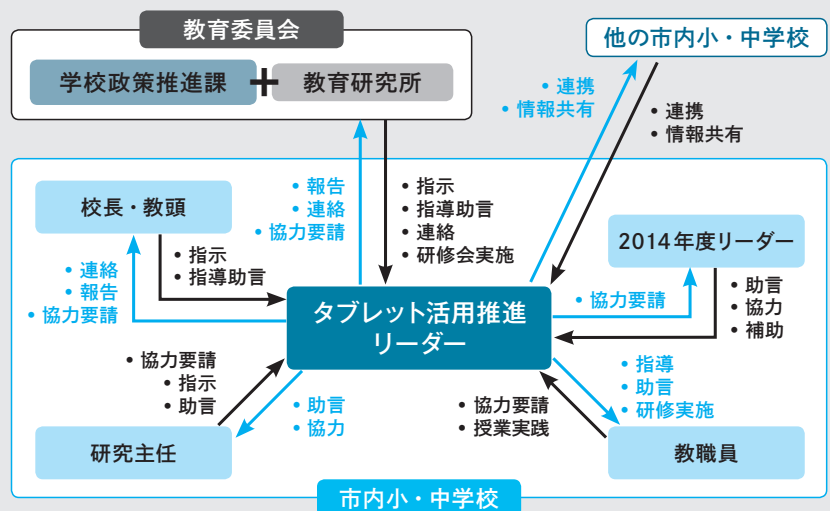 教育委員会
学校政策推進課
+
教育研究所
他の市内小・中学校
• 連携
• 情報共有
• 連携
• 情報共有
• 報告
• 連絡
• 協力要請
• 指示
• 指導助言
• 連絡
• 研修会実施
校長・教頭
• 指示
• 指導助言
• 連絡
• 報告
• 協力要請
2014年度リーダー
• 協力要請
• 助言
• 協力
• 補助
タブレット活用推進
リーダー
• 協力要請
• 指示
• 助言
• 助言
• 協力
研究主任
• 協力要請
• 授業実践
• 指導
• 助言
• 研修実施
教職員
市内小・中学校